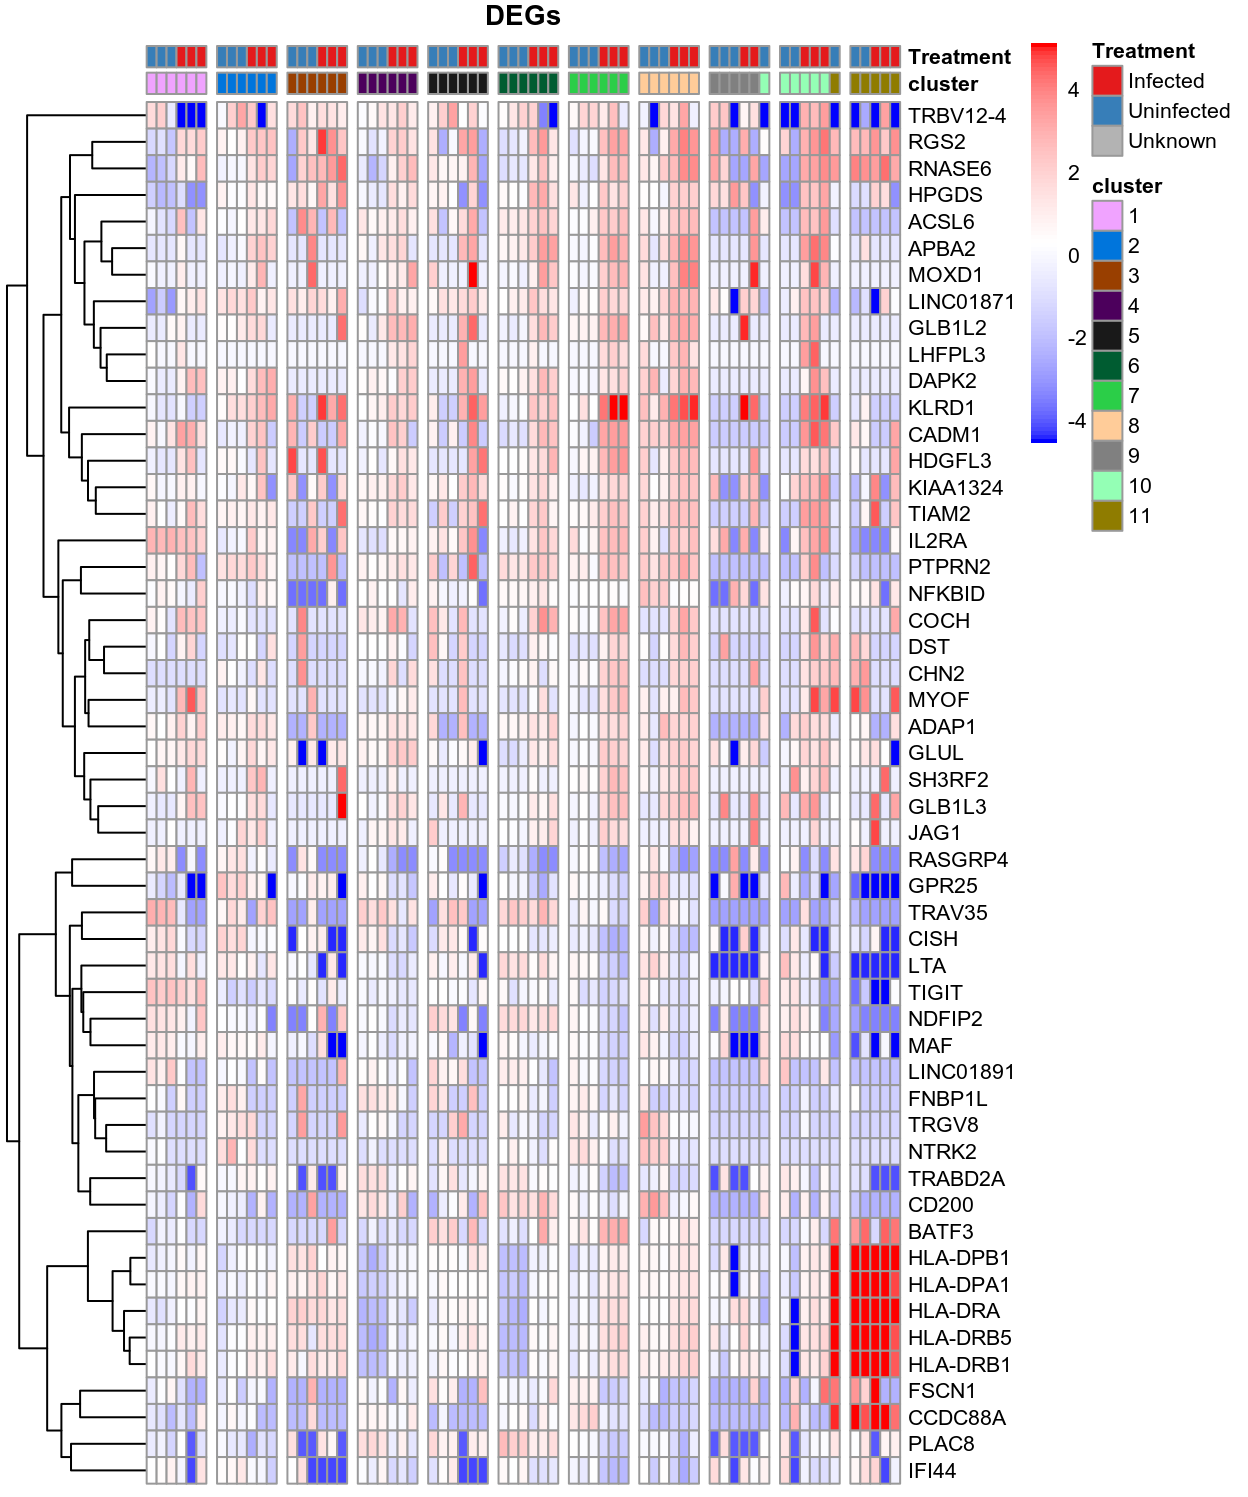 DEGs
Treatment
cluster
TRBV12-4
RGS2
RNASE6
HPGDS
ACSL6
APBA2
MOXD1
LINC01871
GLB1L2
LHFPL3
DAPK2
KLRD1
CADM1
HDGFL3
KIAA1324
TIAM2
IL2RA
PTPRN2
NFKBID
COCH
DST
CHN2
MYOF
ADAP1
GLUL
SH3RF2
GLB1L3
JAG1
RASGRP4
GPR25
TRAV35
CISH
LTA
TIGIT
NDFIP2
MAF
LINC01891
FNBP1L
TRGV8
NTRK2
TRABD2A
CD200
BATF3
HLA-DPB1
HLA-DPA1
HLA-DRA
HLA-DRB5
HLA-DRB1
FSCN1
CCDC88A
PLAC8
IFI44
4
2
0
-2
-4
Treatment
Infected
Uninfected
Unknown
cluster
1
2
3
4
5
6
7
8
9
10
11